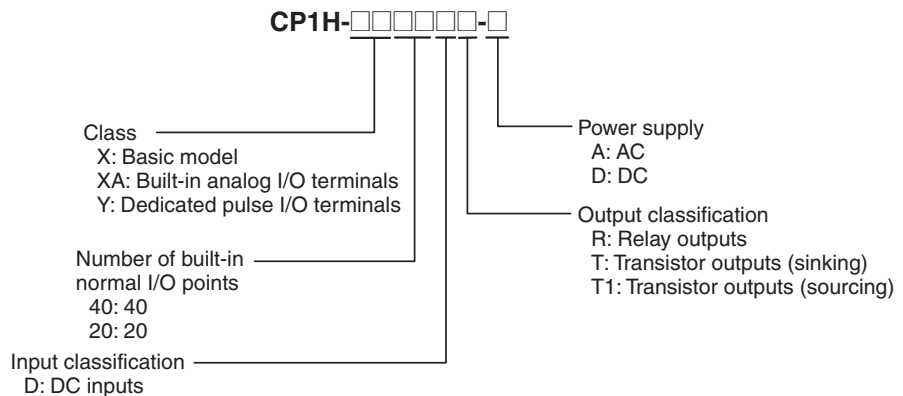 CP1H-□□□□□□-□
Class
X: Basic model
XA: Built-in analog I/O terminals
Y: Dedicated pulse I/O terminals
Number of built-in
normal I/O points
40: 40
20: 20
Input classification
D: DC inputs
Power supply
A: AC
D: DC
Output classification
R: Relay outputs
T: Transistor outputs (sinking)
T1: Transistor outputs (sourcing)